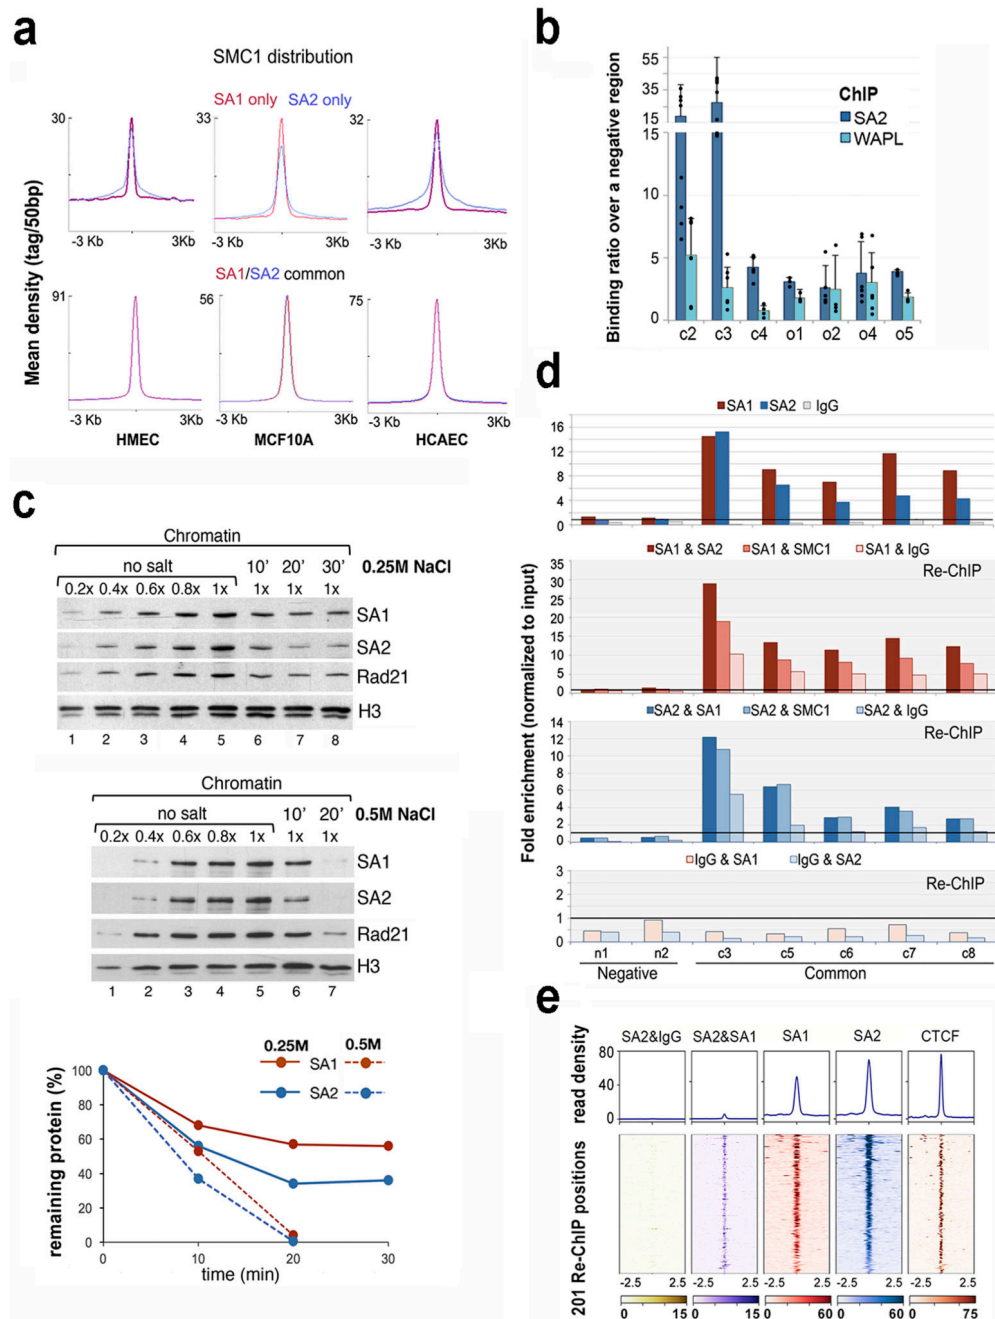 a
SMC1 distribution
SA1 only SA2 only
30
33
32
-3 Kb 3Kb
-3 Kb 3Kb
-3 Kb 3Kb
SA1/SA2 common
91
56
75
-3 Kb 3Kb
-3 Kb 3Kb
-3 Kb 3Kb
HMEC MCF10A HCAEC
Mean density (tag/50bp)
b
Binding ratio over a negative region
55
35
15
15
10
5
0
ChIP
SA2
WAPL
c2 c3 c4 o1 o2 o4 o5
c
Chromatin
no salt 10' 20' 30' 0.25M NaCl
0.2x 0.4x 0.6x 0.8x 1x 1x 1x 1x
SA1
SA2
Rad21
H3
1 2 3 4 5 6 7 8
Chromatin
no salt 10' 20' 0.5M NaCl
0.2x 0.4x 0.6x 0.8x 1x 1x 1x
SA1
SA2
Rad21
H3
1 2 3 4 5 6 7
0.25M 0.5M
SA1
SA2
remaining protein (%)
100
80
60
40
20
0
0 10 20 30
time (min)
d
Fold enrichment (normalized to input)
SA1 SA2 IgG
16
12
8
4
0
SA1 & SA2 SA1 & SMC1 SA1 & IgG
Re-ChIP
35
30
25
20
15
10
5
0
SA2 & SA1 SA2 & SMC1 SA2 & IgG
Re-ChIP
14
12
10
8
6
4
2
0
IgG & SA1 IgG & SA2
Re-ChIP
3
2
1
0
n1 n2 c3 c5 c6 c7 c8
Negative Common
e
SA2&IgG SA2&SA1 SA1 SA2 CTCF
read density
80
40
0
201 Re-ChIP positions
-2.5 2.5 -2.5 2.5 -2.5 2.5 -2.5 2.5 -2.5 2.5
0 15 0 15 0 60 0 60 0 75